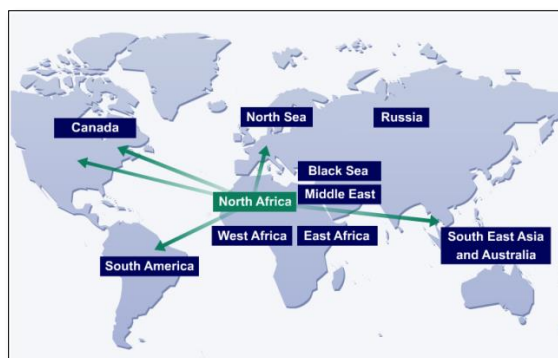 North Sea
Russia
Canada
Black Sea
Middle East
North Africa
West Africa
East Africa
South East Asia
and Australia
South America